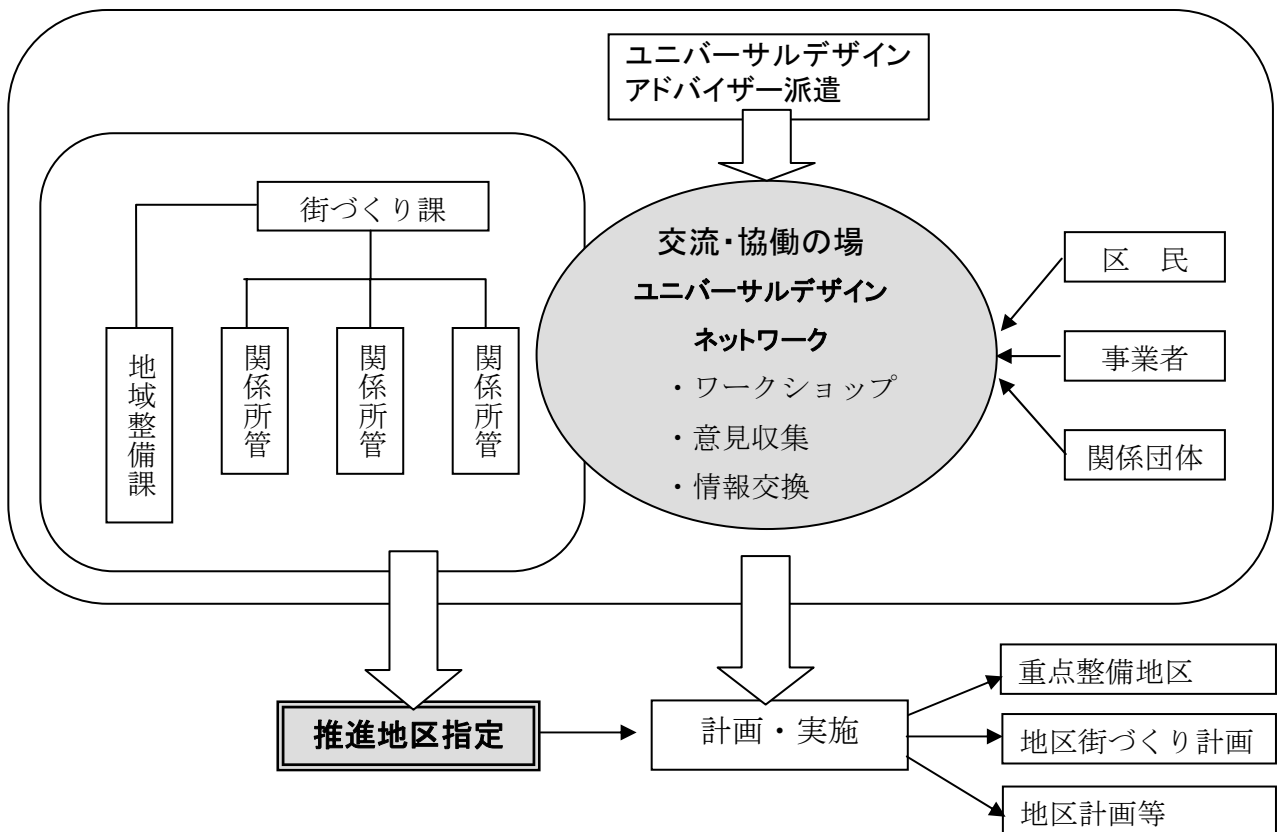 ユニバーサルデザイン
アドバイザー派遣
街づくり課
地域整備課
関係所管
関係所管
関係所管
交流・協働の場
ユニバーサルデザイン
ネットワーク
・ワークショップ
・意見収集
・情報交換
区　民
事業者
関係団体
推進地区指定
計画・実施
重点整備地区
地区街づくり計画
地区計画等